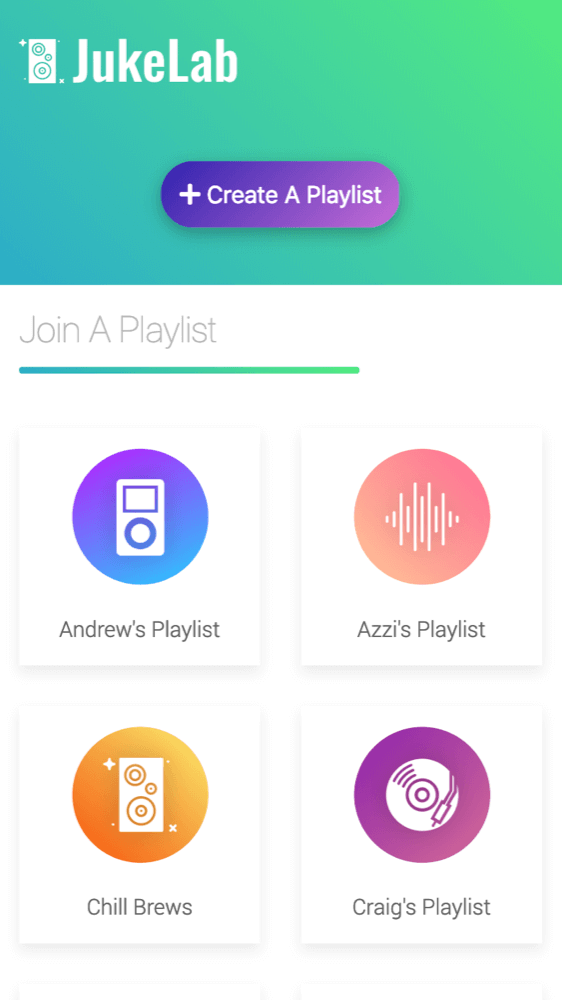 JukeLab
Create A Playlist
Join A Playlist
Andrew's Playlist
Azzi's Playlist
Chill Brews
Craig's Playlist